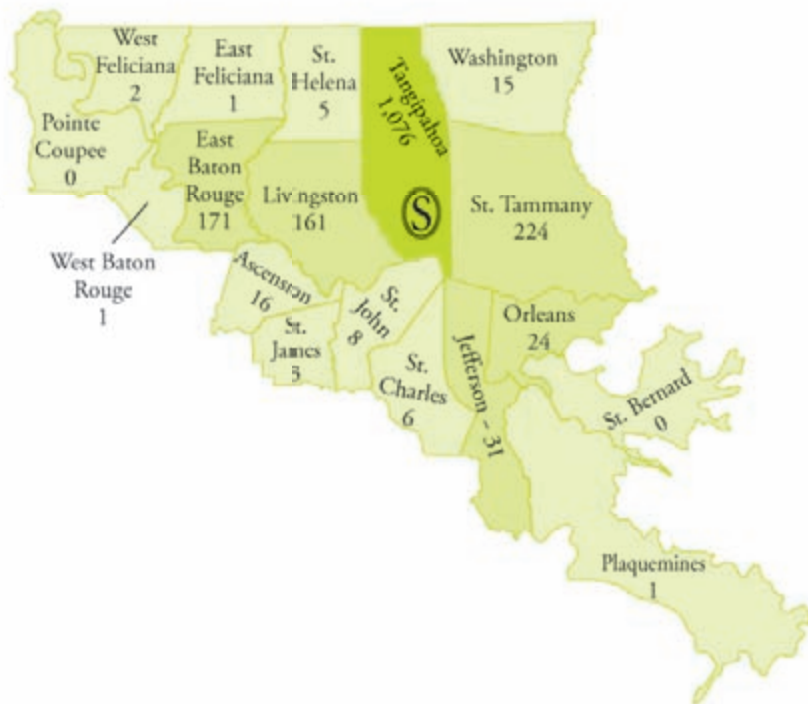 West
Feliciana
2
East
Feliciana
1
St.
Helena
5
Tangipahoa
1,076
Washington
15
Pointe
Coupee
0
East
Baton
Rouge
171
Livingston
161
S
St. Tammany
224
West Baton
Rouge
1
Ascension
16
St.
James
3
St.
John
8
St.
Charles
6
Jefferson - 31
Orleans
24
St. Bernard
0
Plaquemines
1